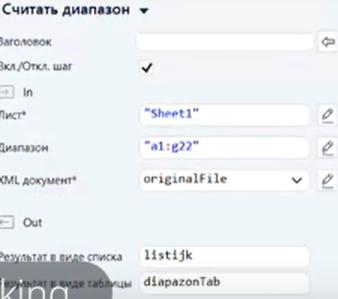 Считать диапазон
Заголовок
Вкл./Откл. шаг
In
Лист* "Sheet1"
Диапазон "a1:g22"
XML документ* originalFile
Out
Результат в виде списка listijk
Результат в виде таблицы diapazonTab
king